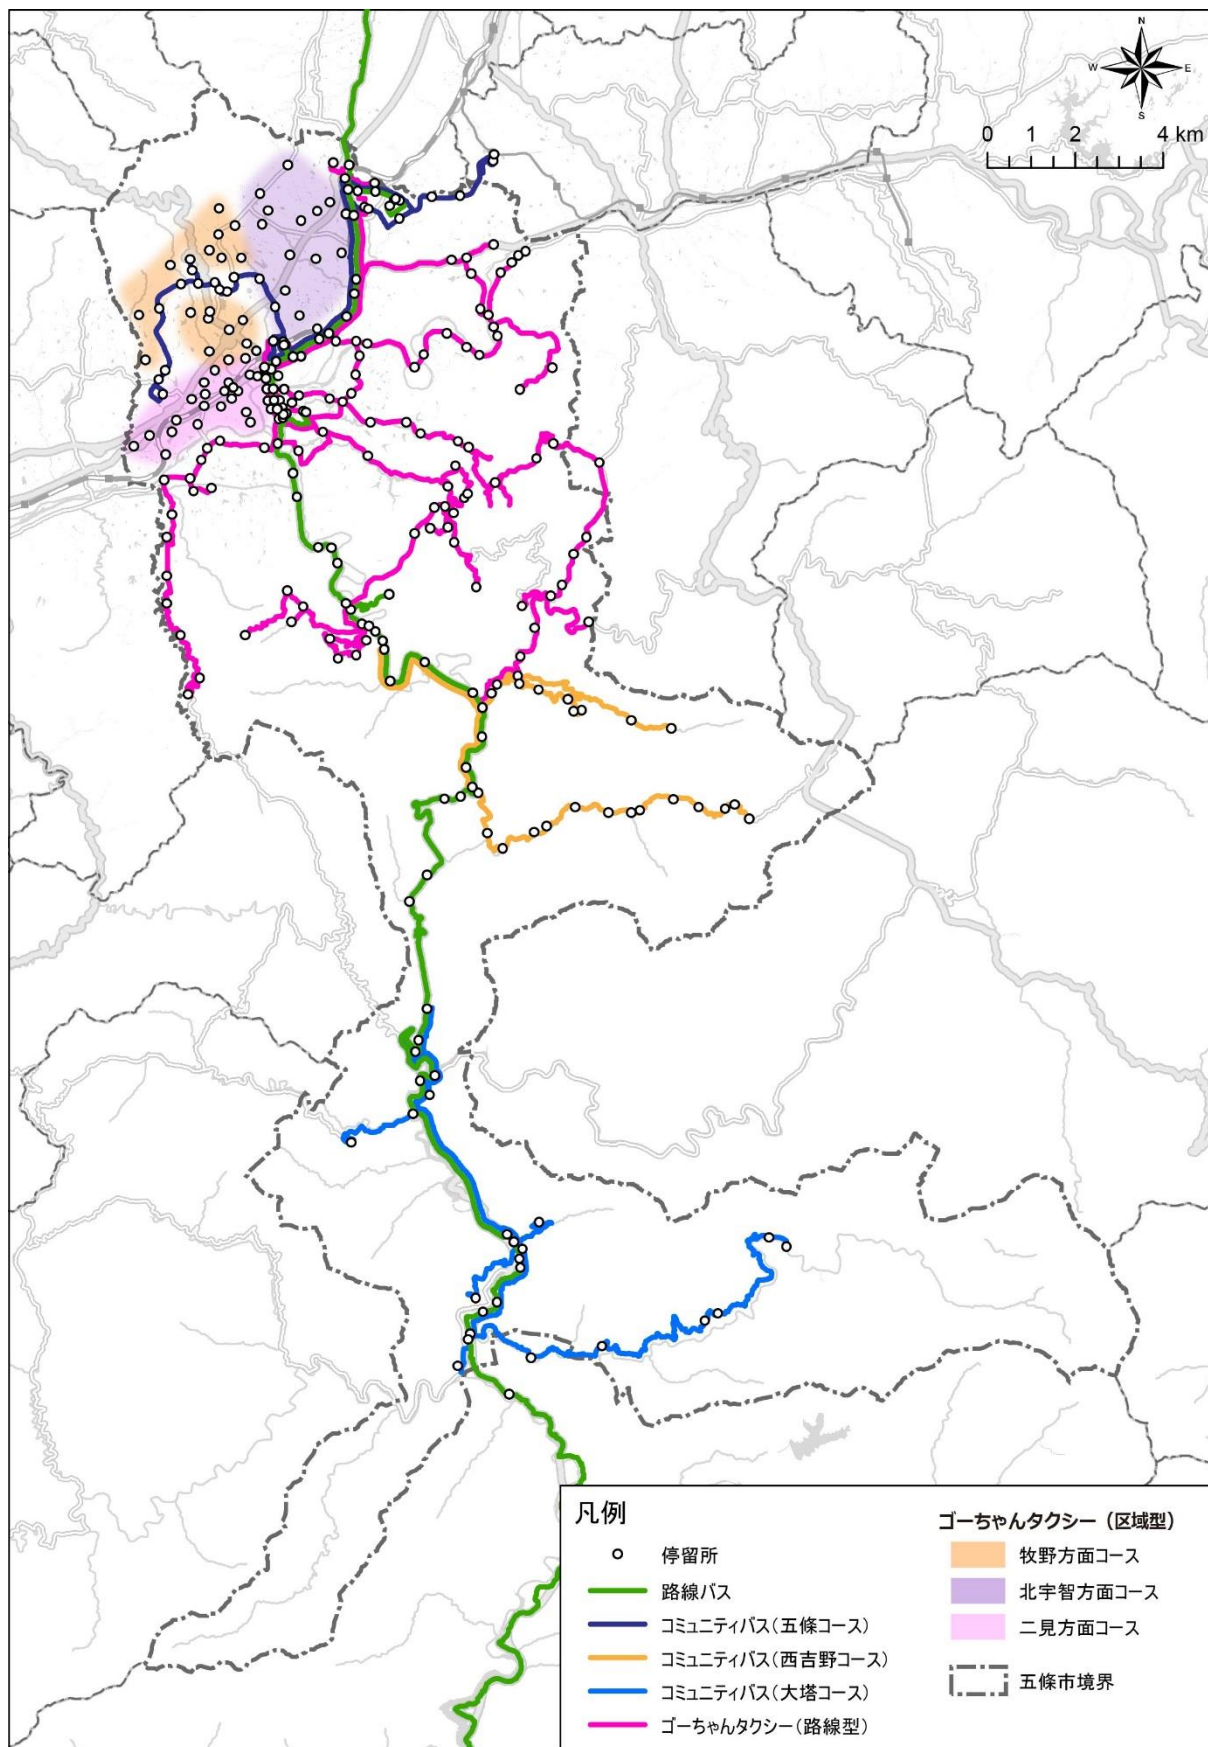 N
W
E
S
0 1 2 4 km
凡例
停留所
路線バス
コミュニティバス(五條コース)
コミュニティバス(西吉野コース)
コミュニティバス(大塔コース)
ゴーちゃんタクシー(路線型)
ゴーちゃんタクシー(区域型)
牧野方面コース
北宇智方面コース
二見方面コース
五條市境界